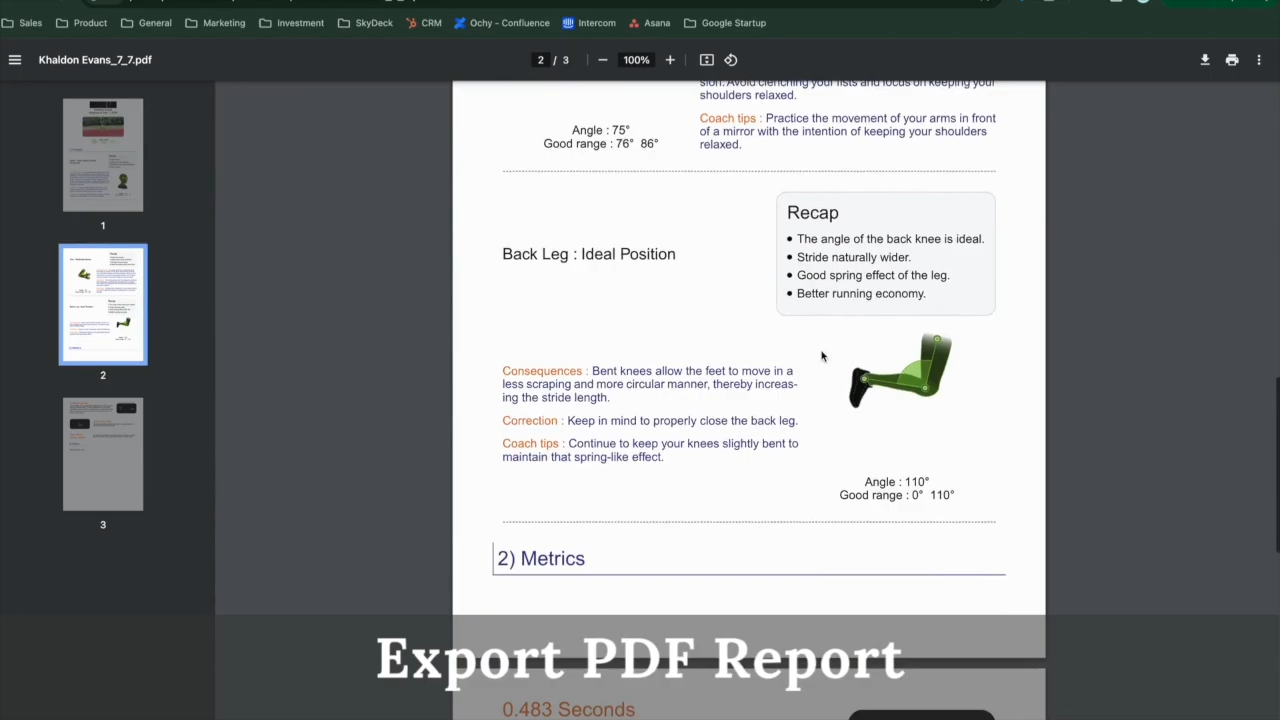 Sales Product General Marketing Investment SkyDeck CRM Ochy – Confluence Intercom Asana Google Startup
Khaldon Evans_7_7.pdf 2 / 3 100%
sion. Avoid clenching your fists and focus on keeping your
shoulders relaxed.
Coach tips : Practice the movement of your arms in front
of a mirror with the intention of keeping your shoulders
relaxed.
Angle : 75°
Good range : 76° 86°
Recap
• The angle of the back knee is ideal.
• Stride naturally wider.
• Good spring effect of the leg.
• Better running economy.
Back Leg : Ideal Position
Consequences : Bent knees allow the feet to move in a
less scraping and more circular manner, thereby increas-
ing the stride length.
Correction : Keep in mind to properly close the back leg.
Coach tips : Continue to keep your knees slightly bent to
maintain that spring-like effect.
Angle : 110°
Good range : 0° 110°
2) Metrics
1
2
3
Export PDF Report
0.483 Seconds